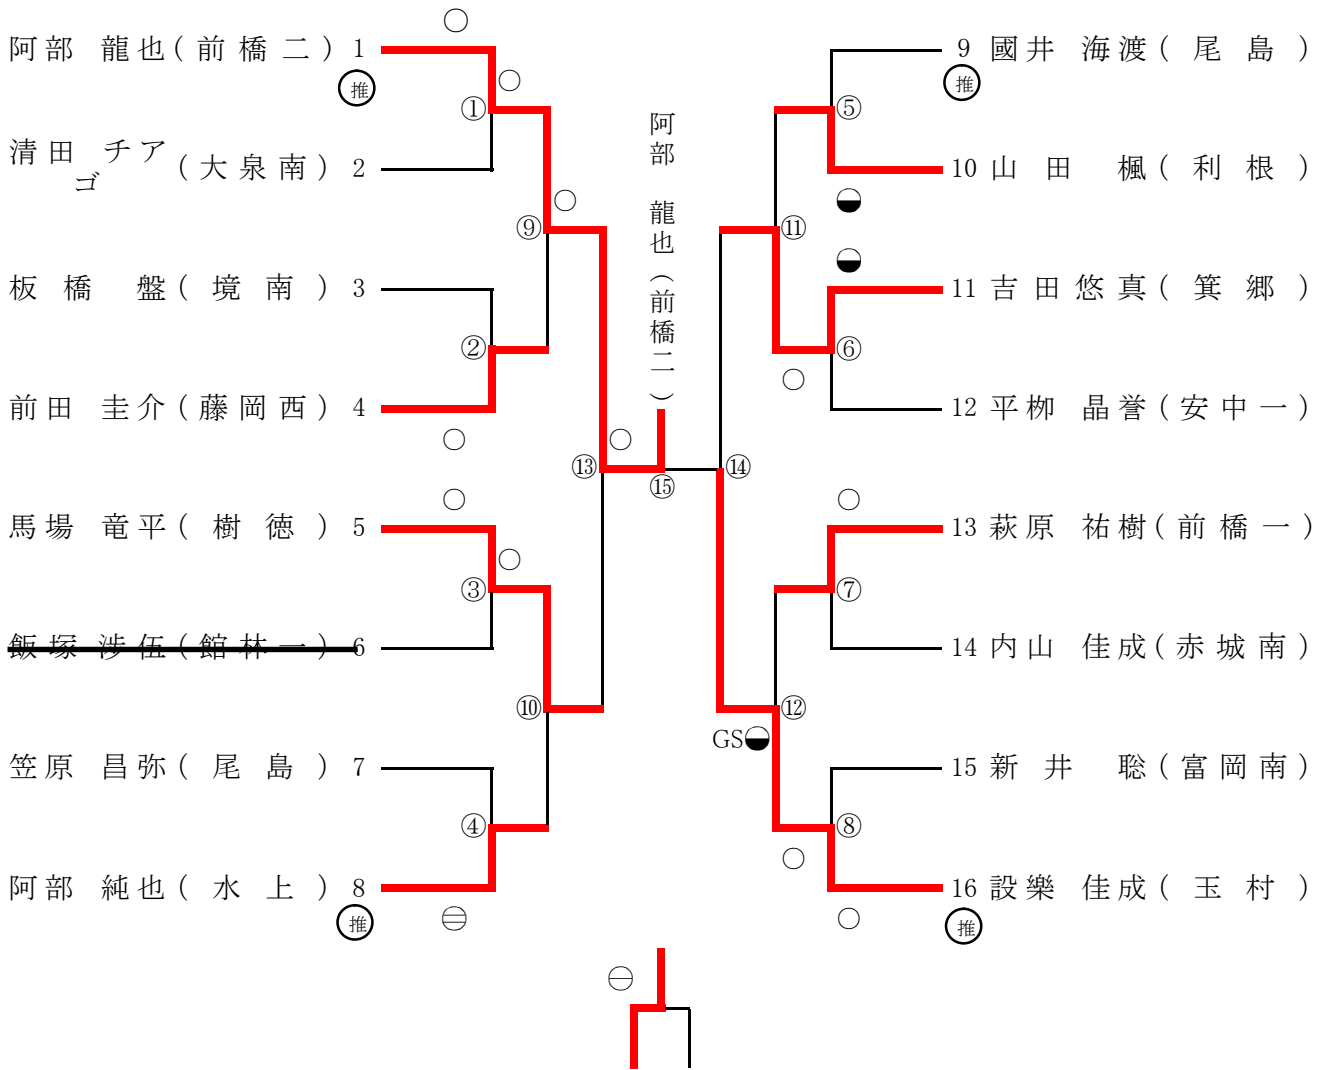 阿部 龍也(前橋二) 1
推
清田 チアゴ (大泉南) 2
板橋 盤(境南) 3
前田 圭介(藤岡西) 4
馬場 竜平(樹徳) 5
飯塚 渉伍(館林一) 6
笠原 昌弥(尾島) 7
阿部 純也(水上) 8
推
①
②
③
④
⑨
⑩
⑬
阿部 龍也(前橋二)
⑮
⑭
⑪
⑫
GS
⑤
⑥
⑦
⑧
9 國井 海渡(尾島)
推
10 山田 楓(利根)
11 吉田悠真(箕郷)
12 平栁 晶誉(安中一)
13 萩原 祐樹(前橋一)
14 内山 佳成(赤城南)
15 新井 聡(富岡南)
16 設樂 佳成(玉村)
推